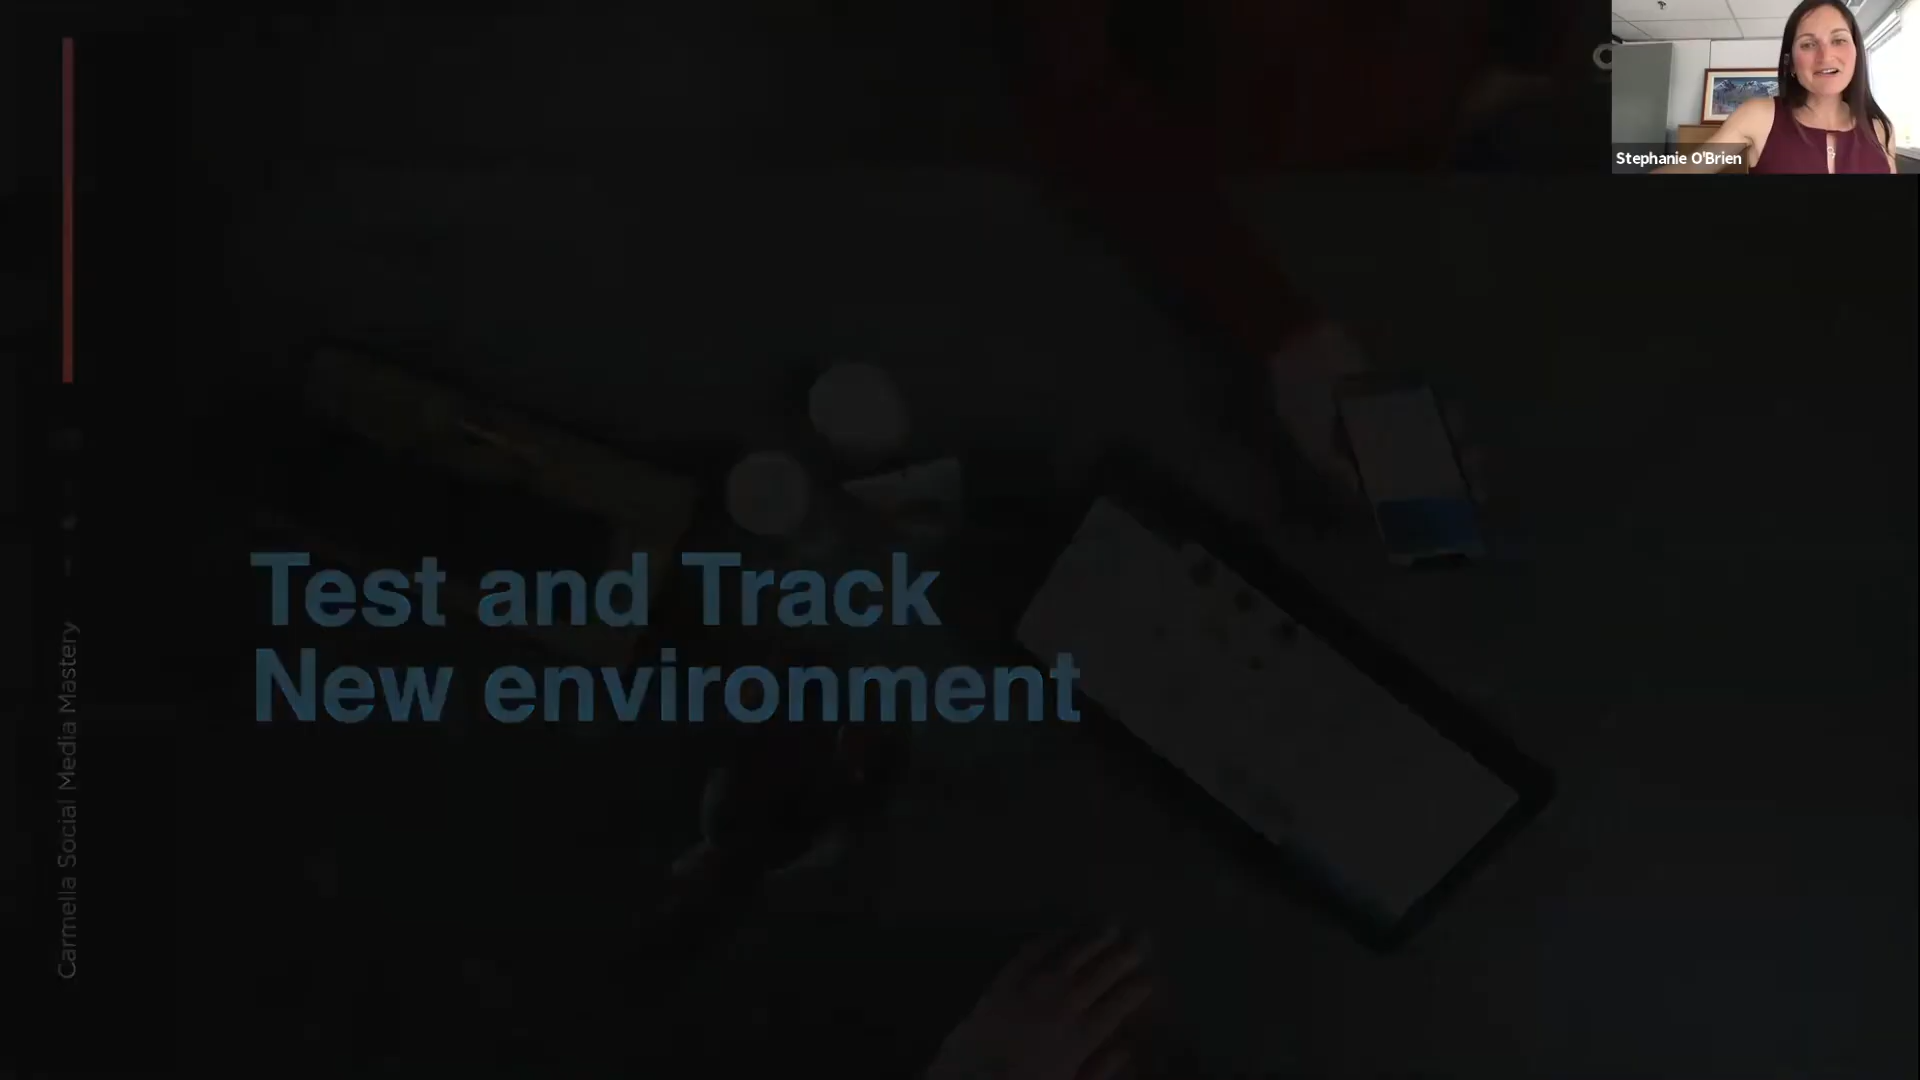 Stephanie O'Brien
Test and Track
New environment
Carmella Social Media Mastery